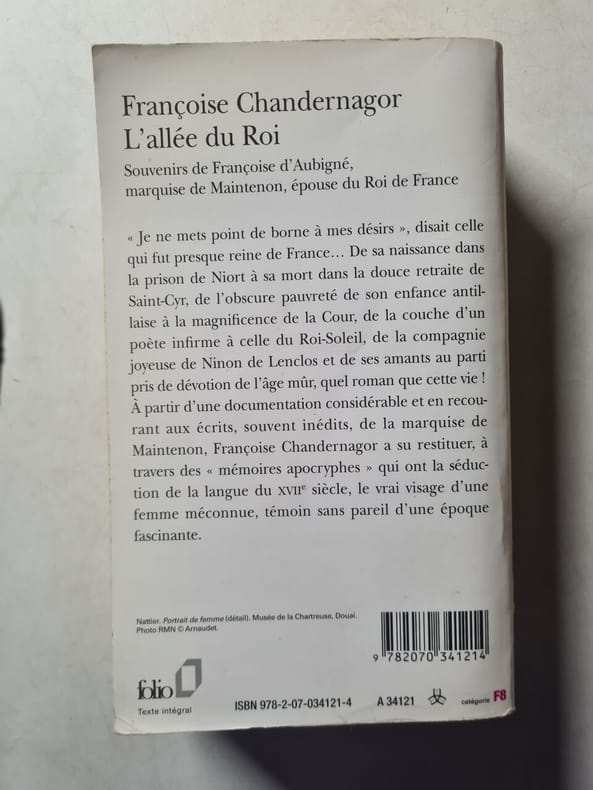 Françoise Chandernagor
L'allée du Roi
Souvenirs de Françoise d'Aubigné,
marquise de Maintenon, épouse du Roi de France
« Je ne mets point de borne à mes désirs », disait celle
qui fut presque reine de France… De sa naissance dans
la prison de Niort à sa mort dans la douce retraite de
Saint-Cyr, de l'obscure pauvreté de son enfance antil-
laise à la magnificence de la Cour, de la couche d'un
poète infirme à celle du Roi-Soleil, de la compagnie
joyeuse de Ninon de Lenclos et de ses amants au parti
pris de dévotion de l'âge mûr, quel roman que cette vie !
À partir d'une documentation considérable et en recou-
rant aux écrits, souvent inédits, de la marquise de
Maintenon, Françoise Chandernagor a su restituer, à
travers des « mémoires apocryphes » qui ont la séduc-
tion de la langue du XVIIe siècle, le vrai visage d'une
femme méconnue, témoin sans pareil d'une époque
fascinante.
Nattier. Portrait de femme (détail). Musée de la Chartreuse, Douai.
Photo RMN © Arnaudet.
9 782070 341214
folio
Texte intégral
ISBN 978-2-07-034121-4 A 34121 catégorie F8